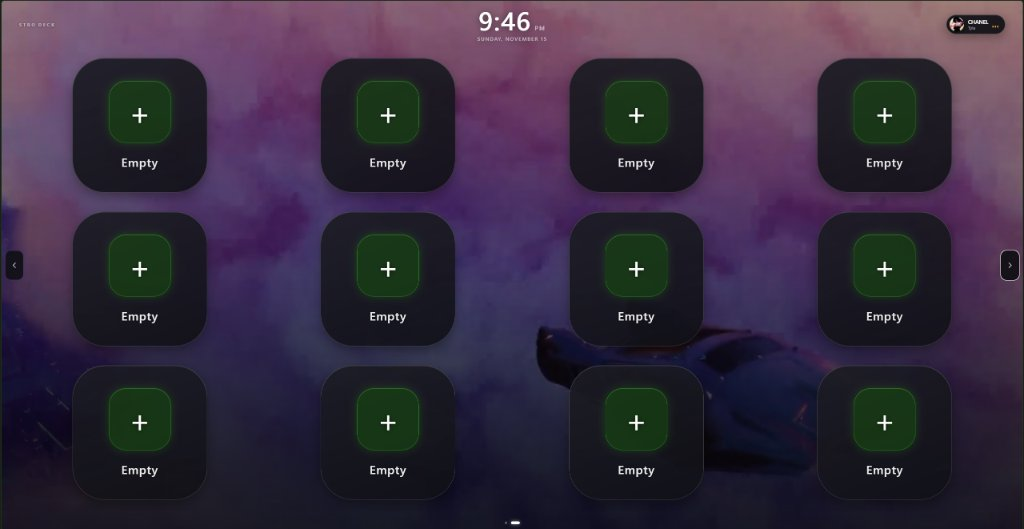 STRO DECK
9:46 PM
SUNDAY, NOVEMBER 15
CHANEL
Tyla
+ + + +
Empty Empty Empty Empty
+ + + +
Empty Empty Empty Empty
+ + + +
Empty Empty Empty Empty